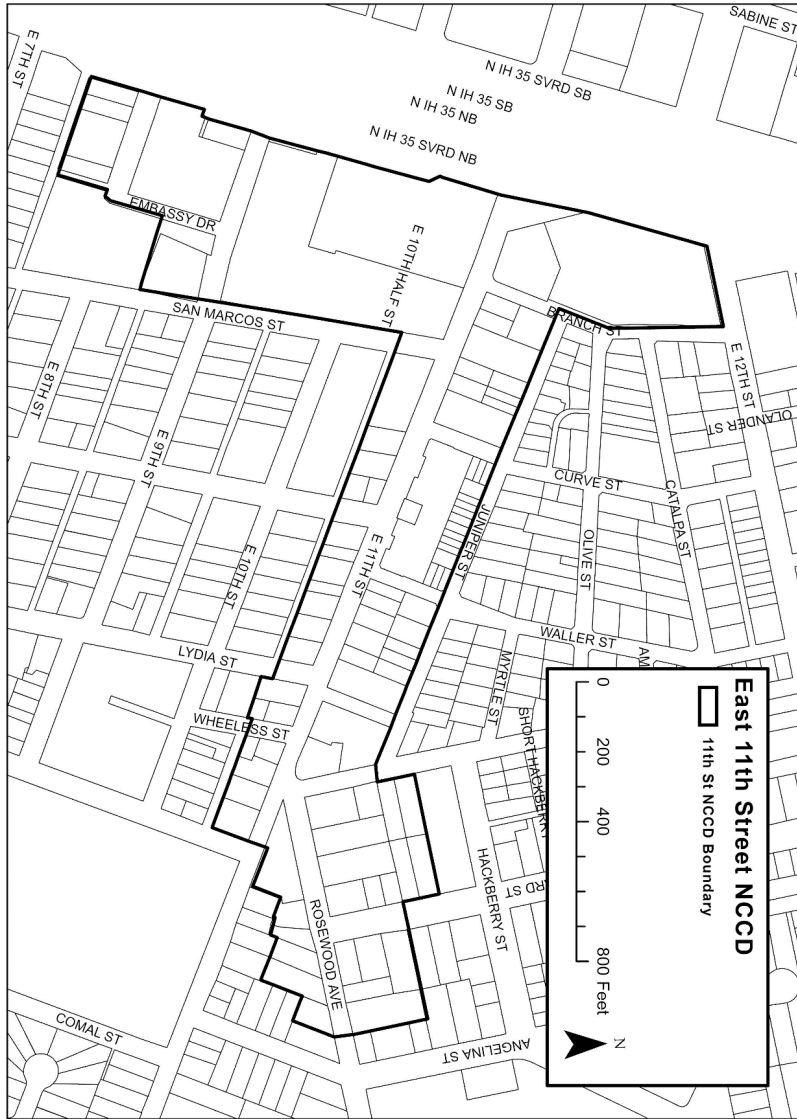 East 11th Street NCCD
11th St NCCD Boundary
0 200 400 800 Feet
N
SABINE ST
E 7TH ST
N IH 35 SVRD SB
N IH 35 SB
N IH 35 NB
N IH 35 SVRD NB
EMBASSY DR
E 10TH HALF ST
SAN MARCOS ST
BRANCH ST
E 12TH ST
OLANDER ST
E 8TH ST
E 9TH ST
E 10TH ST
E 11TH ST
JUNIPER ST
CURVE ST
OLIVE ST
CATALPA ST
LYDIA ST
WALLER ST
AM
MYRTLE ST
SHORT HACKBERRY
WHEELESS ST
ROSEWOOD AVE
HACKBERRY ST
RD ST
COMAL ST
ANGELINA ST